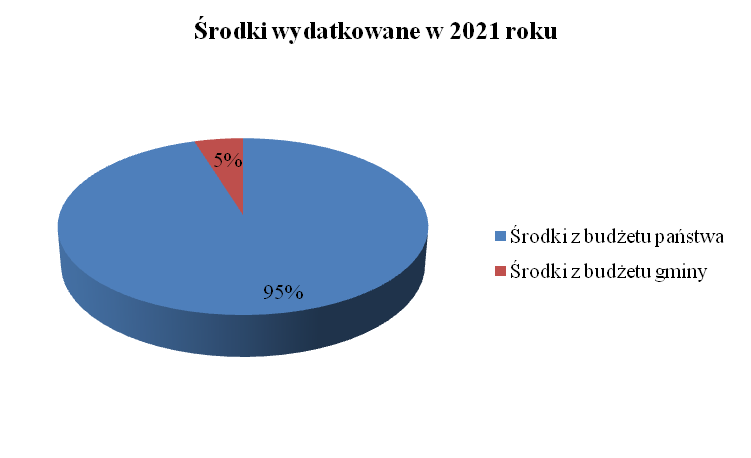 Środki wydatkowane w 2021 roku
5%
95%
Środki z budżetu państwa
Środki z budżetu gminy